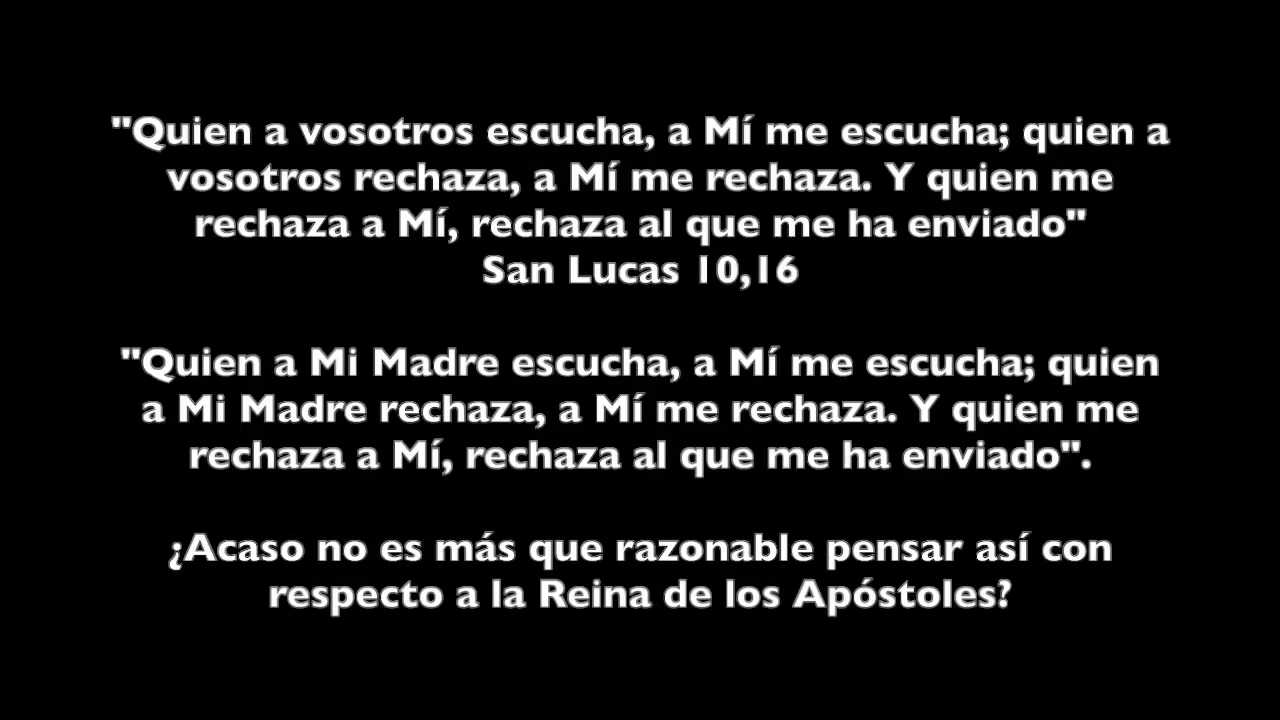 "Quien a vosotros escucha, a Mí me escucha; quien a
vosotros rechaza, a Mí me rechaza. Y quien me
rechaza a Mí, rechaza al que me ha enviado"
San Lucas 10,16
"Quien a Mi Madre escucha, a Mí me escucha; quien
a Mi Madre rechaza, a Mí me rechaza. Y quien me
rechaza a Mí, rechaza al que me ha enviado".
¿Acaso no es más que razonable pensar así con
respecto a la Reina de los Apóstoles?